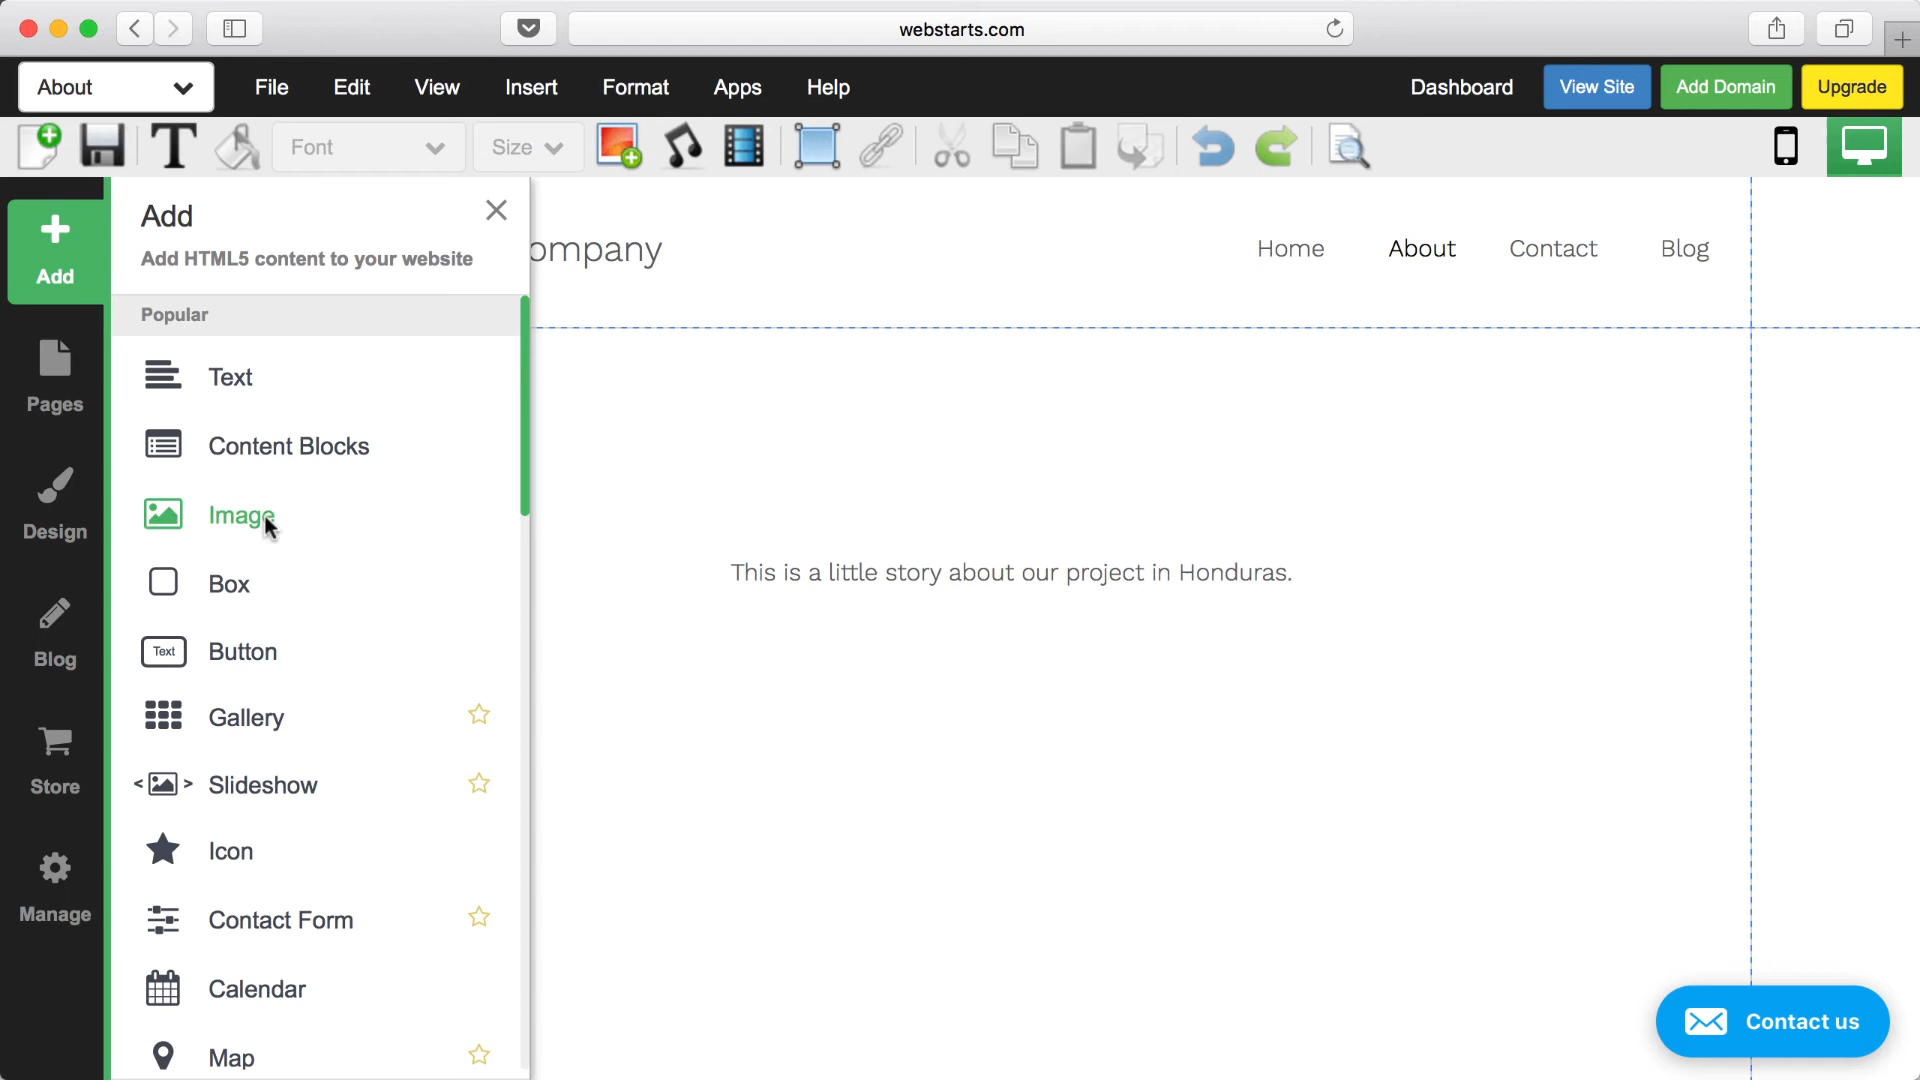 webstarts.com
About
File
Edit
View
Insert
Format
Apps
Help
Dashboard
View Site
Add Domain
Upgrade
T
Font
Size
Add
Add
Add HTML5 content to your website
ompany
Home
About
Contact
Blog
Popular
Text
Pages
Content Blocks
Image
Design
This is a little story about our project in Honduras.
Box
Text
Button
Blog
Gallery
Slideshow
Store
Icon
Manage
Contact Form
Calendar
Map
Contact us